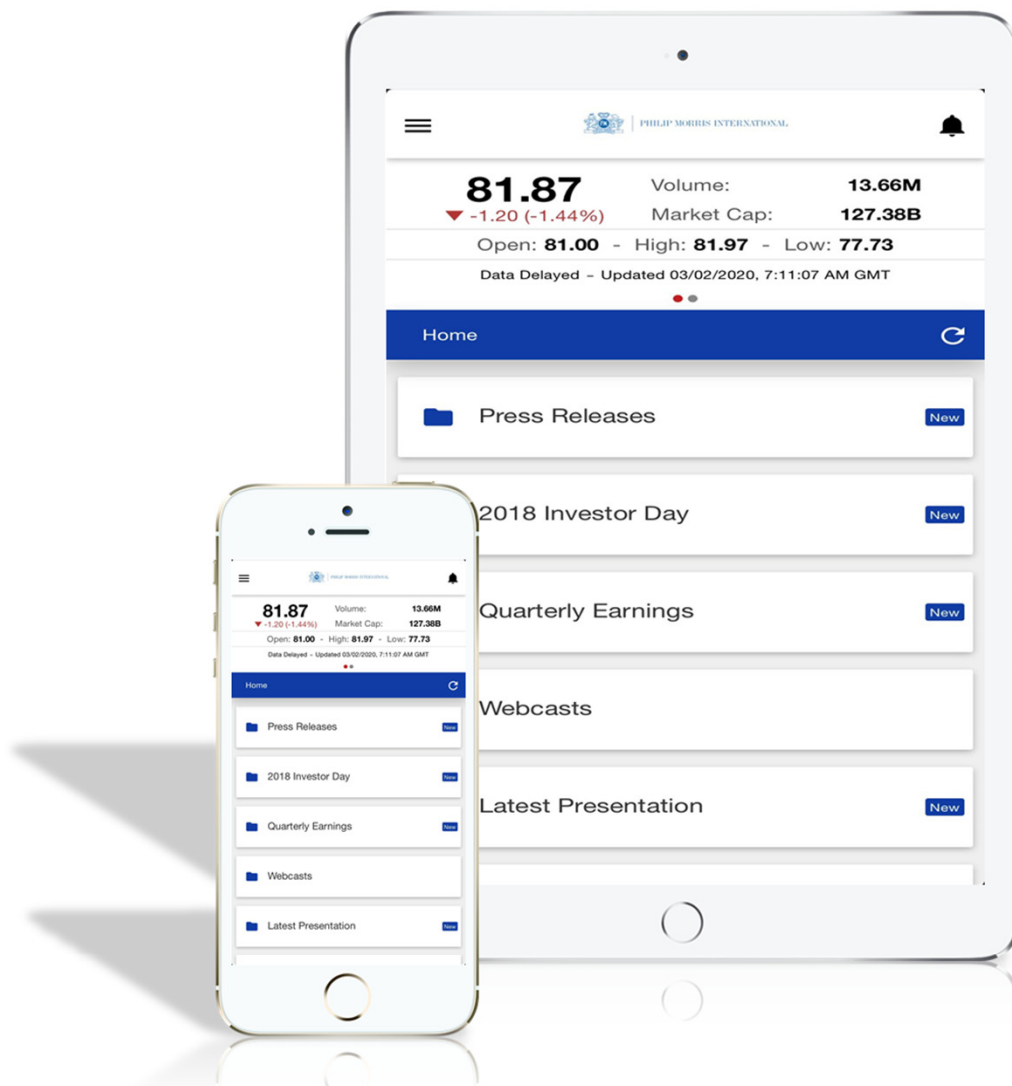 PHILIP MORRIS INTERNATIONAL
81.87
Volume: 13.66M
-1.20 (-1.44%)
Market Cap: 127.38B
Open: 81.00 - High: 81.97 - Low: 77.73
Data Delayed - Updated 03/02/2020, 7:11:07 AM GMT
Home
Press Releases New
2018 Investor Day New
Quarterly Earnings New
Webcasts
Latest Presentation New
PHILIP MORRIS INTERNATIONAL
81.87
Volume: 13.66M
-1.20 (-1.44%)
Market Cap: 127.38B
Open: 81.00 - High: 81.97 - Low: 77.73
Data Delayed - Updated 03/02/2020, 7:11:07 AM GMT
Home
Press Releases New
2018 Investor Day New
Quarterly Earnings New
Webcasts
Latest Presentation New